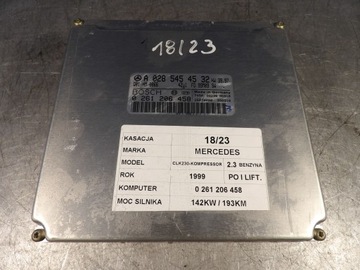 18/23
A 026 545 45 32
BOSCH
0 261 206 458
KASACJA 18/23
MARKA MERCEDES
MODEL CLK230-KOMPRESSOR 2.3 BENZYNA
ROK 1999 PO I LIFT.
KOMPUTER 0 261 206 458
MOC SILNIKA 142KW / 193KM